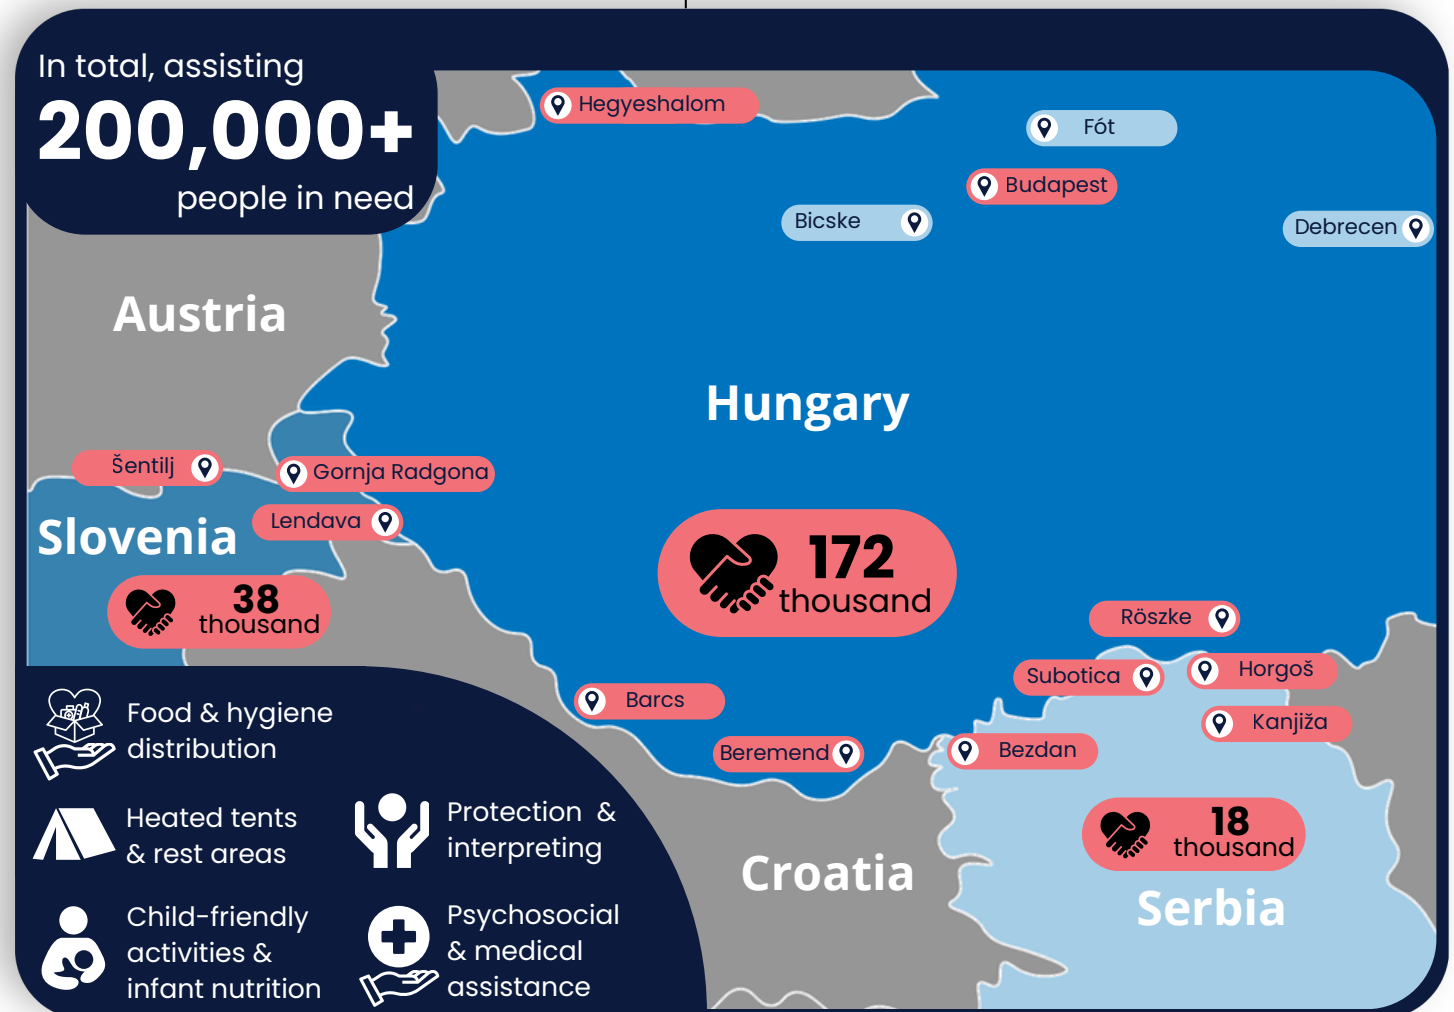 In total, assisting
200,000+
people in need
Hegyeshalom
Fót
Budapest
Bicske
Debrecen
Austria
Hungary
Šentilj
Gornja Radgona
Lendava
Slovenia
38
thousand
172
thousand
Röszke
Subotica
Horgoš
Barcs
Kanjiža
Beremend
Bezdan
18
thousand
Croatia
Serbia
Food & hygiene
distribution
Heated tents
& rest areas
Child-friendly
activities &
infant nutrition
Protection &
interpreting
Psychosocial
& medical
assistance